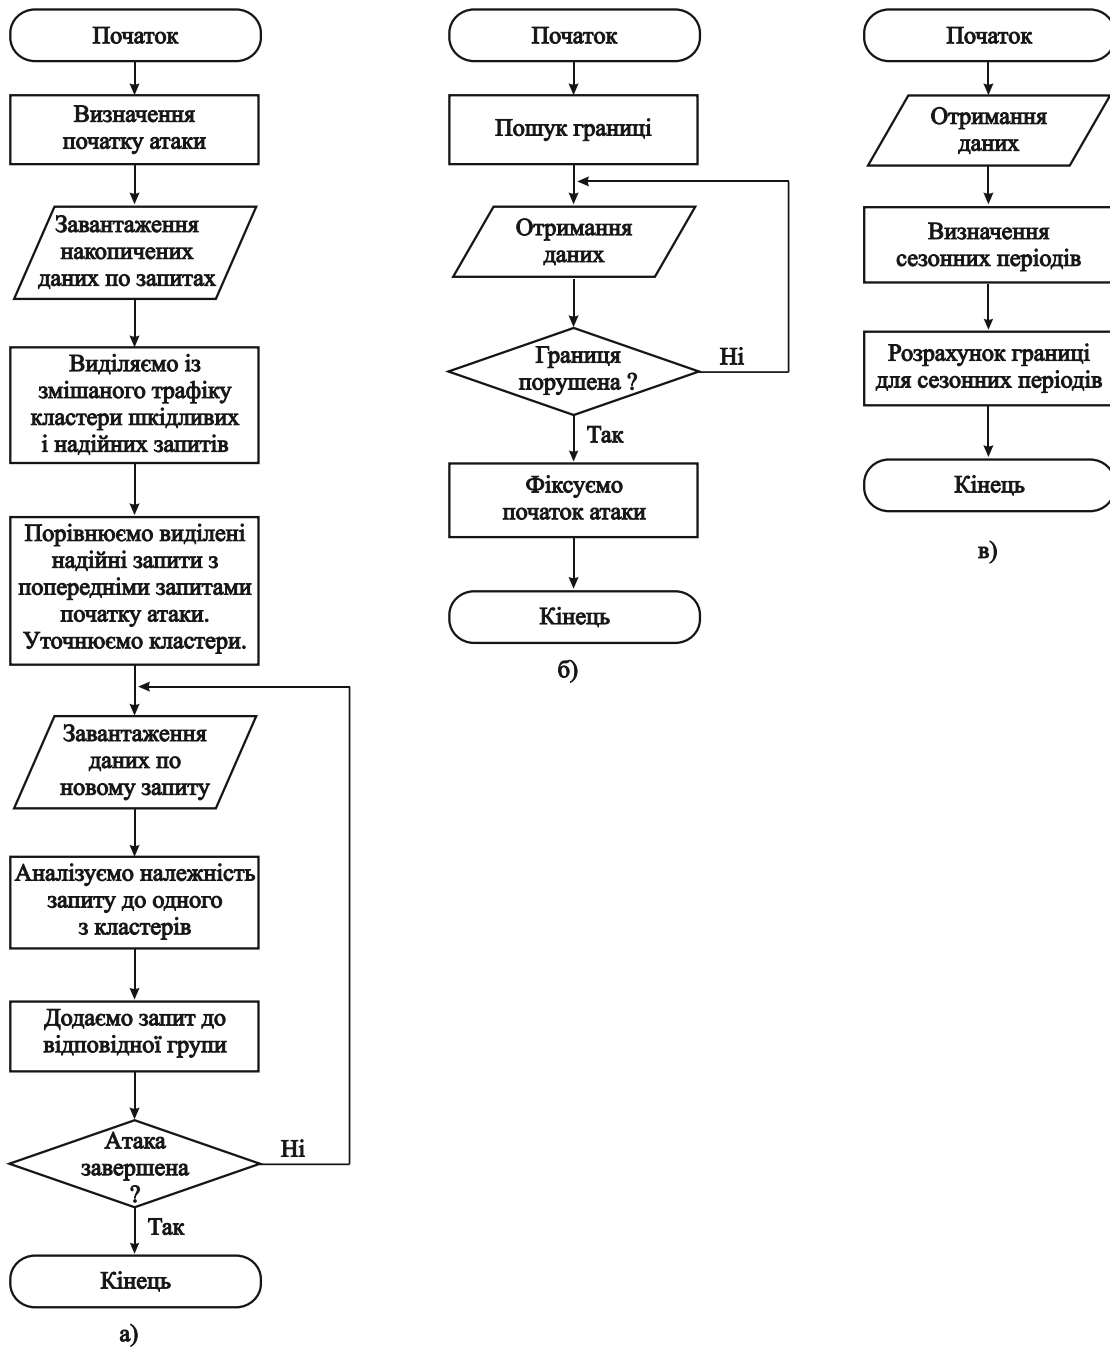 Початок
Визначення
початку атаки
Завантаження
накопичених
даних по запитах
Виділяємо із
змішаного трафіку
кластери шкідливих
і надійних запитів
Порівнюємо виділені
надійні запити з
попередніми запитами
початку атаки.
Уточнюємо кластери.
Завантаження
даних по
новому запиту
Аналізуємо належність
запиту до одного
з кластерів
Додаємо запит до
відповідної групи
Атака
завершена
?
Ні
Так
Кінець
а)
Початок
Пошук границі
Отримання
даних
Границя
порушена ?
Ні
Так
Фіксуємо
початок атаки
Кінець
б)
Початок
Отримання
даних
Визначення
сезонних періодів
Розрахунок границі
для сезонних періодів
Кінець
в)